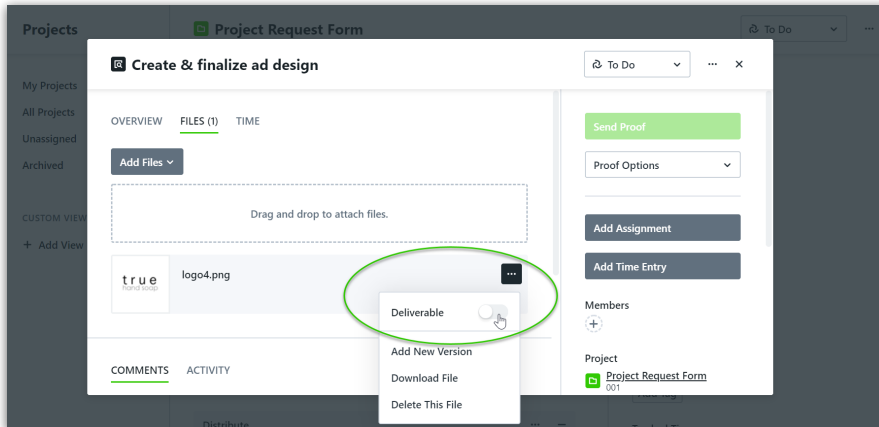 Projects
Project Request Form
To Do
...
My Projects
All Projects
Unassigned
Archived
CUSTOM VIEW
+ Add View
Create & finalize ad design
To Do
...
OVERVIEW FILES (1) TIME
Add Files
Drag and drop to attach files.
true
hand soap
logo4.png
...
Deliverable
Add New Version
Download File
Delete This File
COMMENTS ACTIVITY
Send Proof
Proof Options
Add Assignment
Add Time Entry
Members
Project
Project Request Form
001
Distribute